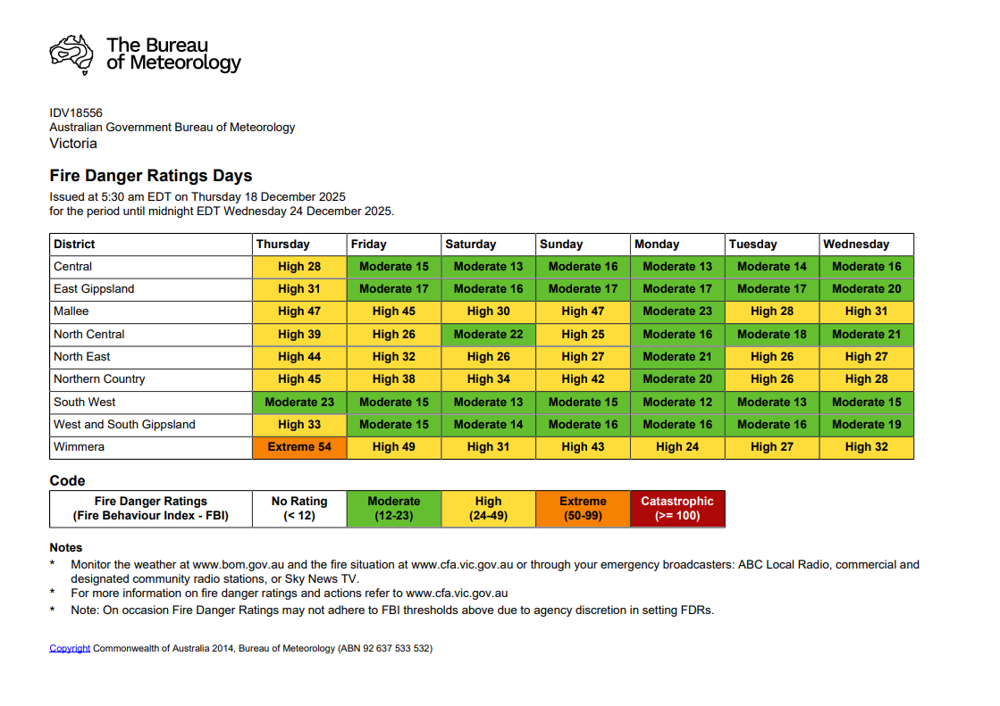 The Bureau
of Meteorology
IDV18556
Australian Government Bureau of Meteorology
Victoria
Fire Danger Ratings Days
Issued at 5:30 am EDT on Thursday 18 December 2025
for the period until midnight EDT Wednesday 24 December 2025.
District Thursday Friday Saturday Sunday Monday Tuesday Wednesday
Central High 28 Moderate 15 Moderate 13 Moderate 16 Moderate 13 Moderate 14 Moderate 16
East Gippsland High 31 Moderate 17 Moderate 16 Moderate 17 Moderate 17 Moderate 17 Moderate 20
Mallee High 47 High 45 High 30 High 47 Moderate 23 High 28 High 31
North Central High 39 High 26 Moderate 22 High 25 Moderate 16 Moderate 18 Moderate 21
North East High 44 High 32 High 26 High 27 Moderate 21 High 26 High 27
Northern Country High 45 High 38 High 34 High 42 Moderate 20 High 26 High 28
South West Moderate 23 Moderate 15 Moderate 13 Moderate 15 Moderate 12 Moderate 13 Moderate 15
West and South Gippsland High 33 Moderate 15 Moderate 14 Moderate 16 Moderate 16 Moderate 16 Moderate 19
Wimmera Extreme 54 High 49 High 31 High 43 High 24 High 27 High 32
Code
Fire Danger Ratings No Rating Moderate High Extreme Catastrophic
(Fire Behaviour Index - FBI) (< 12) (12-23) (24-49) (50-99) (>= 100)
Notes
* Monitor the weather at www.bom.gov.au and the fire situation at www.cfa.vic.gov.au or through your emergency broadcasters: ABC Local Radio, commercial and
designated community radio stations, or Sky News TV.
* For more information on fire danger ratings and actions refer to www.cfa.vic.gov.au
* Note: On occasion Fire Danger Ratings may not adhere to FBI thresholds above due to agency discretion in setting FDRs.
Copyright Commonwealth of Australia 2014, Bureau of Meteorology (ABN 92 637 533 532)